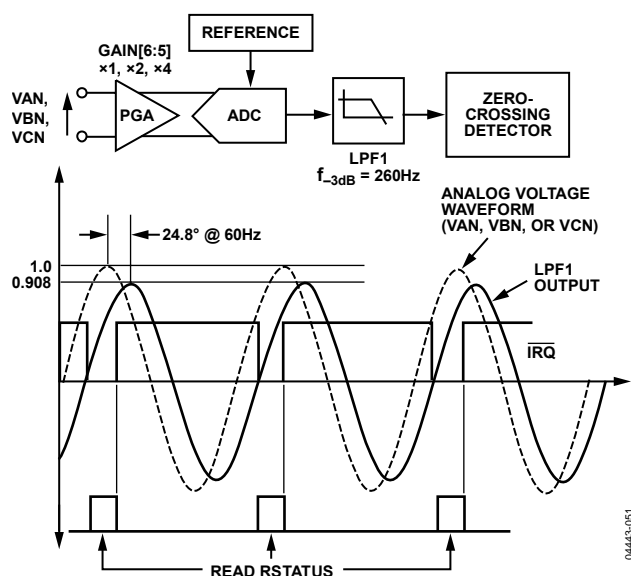 REFERENCE
GAIN[6:5]
×1, ×2, ×4
VAN,
VBN,
VCN
PGA
ADC
LPF1
f–3dB = 260Hz
ZERO-
CROSSING
DETECTOR
24.8° @ 60Hz
ANALOG VOLTAGE
WAVEFORM
(VAN, VBN, OR VCN)
1.0
0.908
LPF1
OUTPUT
IRQ
READ RSTATUS
04443-051